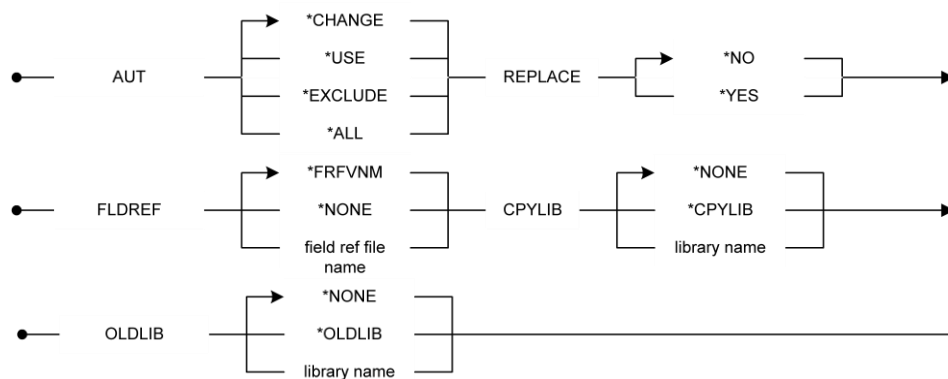 *CHANGE
AUT
*USE
*EXCLUDE
*ALL
REPLACE
*NO
*YES
*FRFVNM
FLDREF
*NONE
field ref file
name
CPYLIB
*NONE
*CPYLIB
library name
*NONE
OLDLIB
*OLDLIB
library name